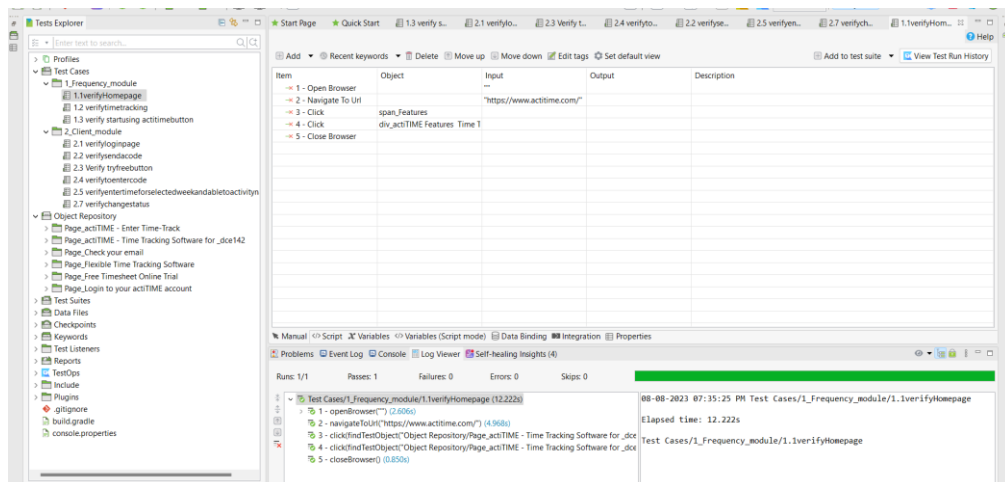 Start Page Quick Start 1.3 verify s... 2.1 verifylo... 2.3 Verify t... 2.4 verifyto... 2.2 verifyse... 2.5 verifyen... 2.7 verifych... 1.1verifyHom...
Help
Tests Explorer
Enter text to search...
Profiles
Test Cases
1_Frequency_module
1.1verifyHomepage
1.2 verifytimetracking
1.3 verify startusing actitimebutton
2_Client_module
2.1 verifyloginpage
2.2 verifysendacode
2.3 Verify tryfreebutton
2.4 verifytoentercode
2.5 verifyentertimeforselectedweekandabletoactivityn
2.7 verifychangestatus
Object Repository
Page_actiTIME - Enter Time-Track
Page_actiTIME - Time Tracking Software for _dce142
Page_Check your email
Page_Flexible Time Tracking Software
Page_Free Timesheet Online Trial
Page_Login to your actiTIME account
Test Suites
Data Files
Checkpoints
Keywords
Test Listeners
Reports
TestOps
Include
Plugins
.gitignore
build.gradle
console.properties
Add Recent keywords Delete Move up Move down Edit tags Set default view Add to test suite View Test Run History
Item Object Input Output Description
1 - Open Browser ""
2 - Navigate To Url "https://www.actitime.com/"
3 - Click span_Features
4 - Click div_actiTIME Features Time T
5 - Close Browser
Manual Script Variables Variables (Script mode) Data Binding Integration Properties
Problems Event Log Console Log Viewer Self-healing Insights (4)
Runs: 1/1 Passes: 1 Failures: 0 Errors: 0 Skips: 0
Test Cases/1_Frequency_module/1.1verifyHomepage (12.222s)
1 - openBrowser("") (2.606s)
2 - navigateToUrl("https://www.actitime.com/") (4.968s)
3 - click(findTestObject("Object Repository/Page_actiTIME - Time Tracking Software for _dce
4 - click(findTestObject("Object Repository/Page_actiTIME - Time Tracking Software for _dce
5 - closeBrowser() (0.850s)
08-08-2023 07:35:25 PM Test Cases/1_Frequency_module/1.1verifyHomepage
Elapsed time: 12.222s
Test Cases/1_Frequency_module/1.1verifyHomepage